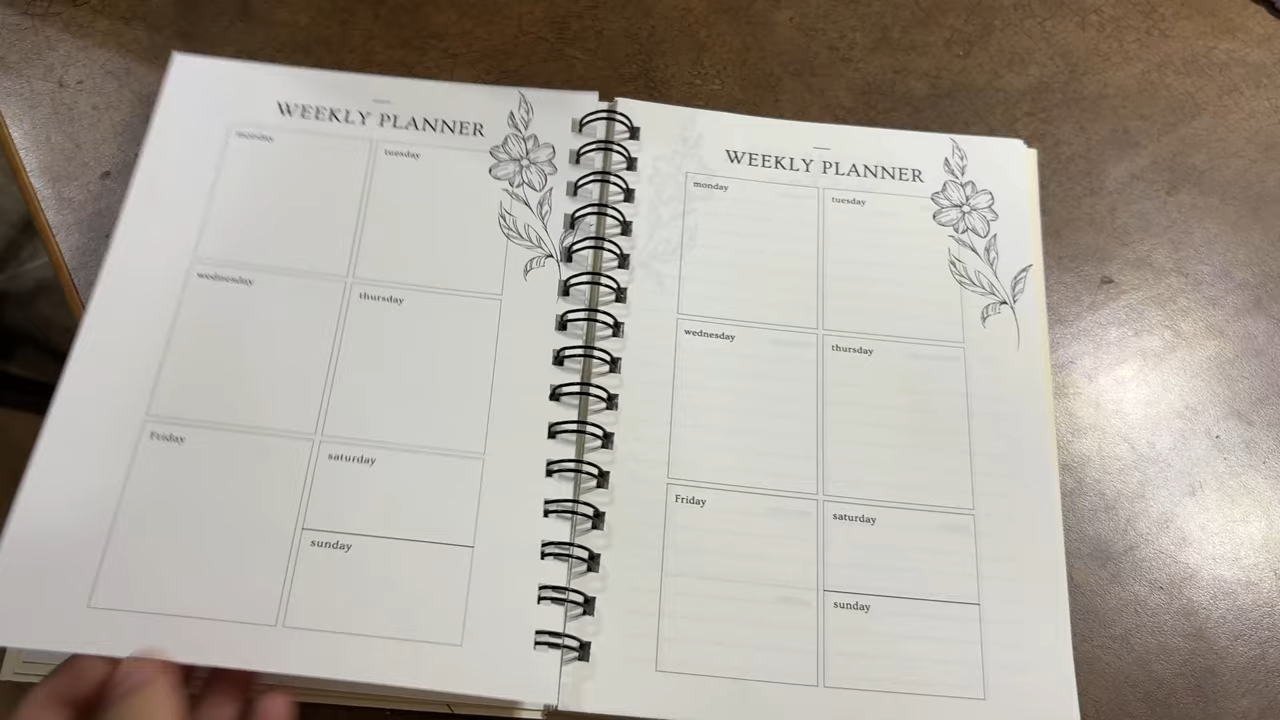 WEEKLY PLANNER
monday
tuesday
wednesday
thursday
Friday
saturday
sunday
WEEKLY PLANNER
monday
tuesday
wednesday
thursday
Friday
saturday
sunday